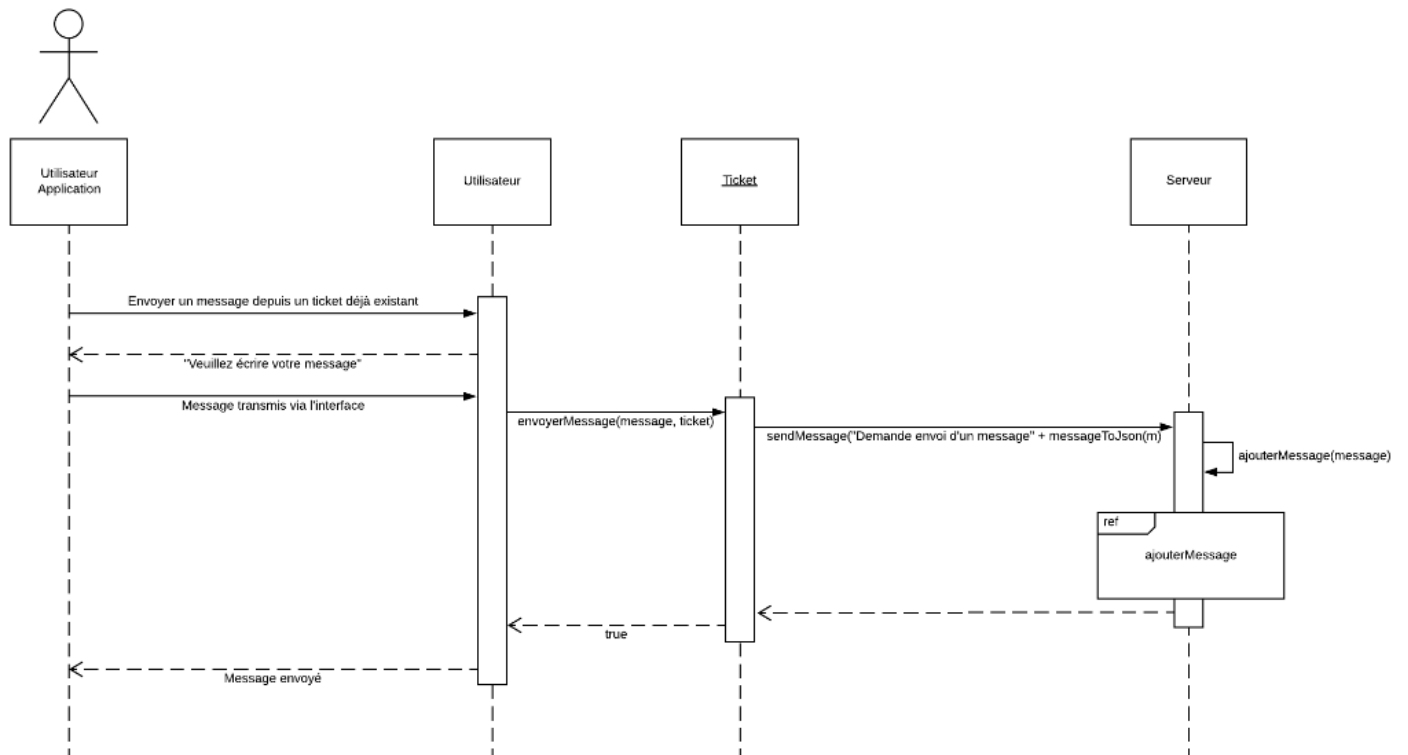 Utilisateur
Application
Utilisateur
Ticket
Serveur
Envoyer un message depuis un ticket déjà existant
"Veuillez écrire votre message"
Message transmis via l'interface
envoyerMessage(message, ticket)
sendMessage("Demande envoi d'un message" + messageToJson(m)
ajouterMessage(message)
ref
ajouterMessage
true
Message envoyé